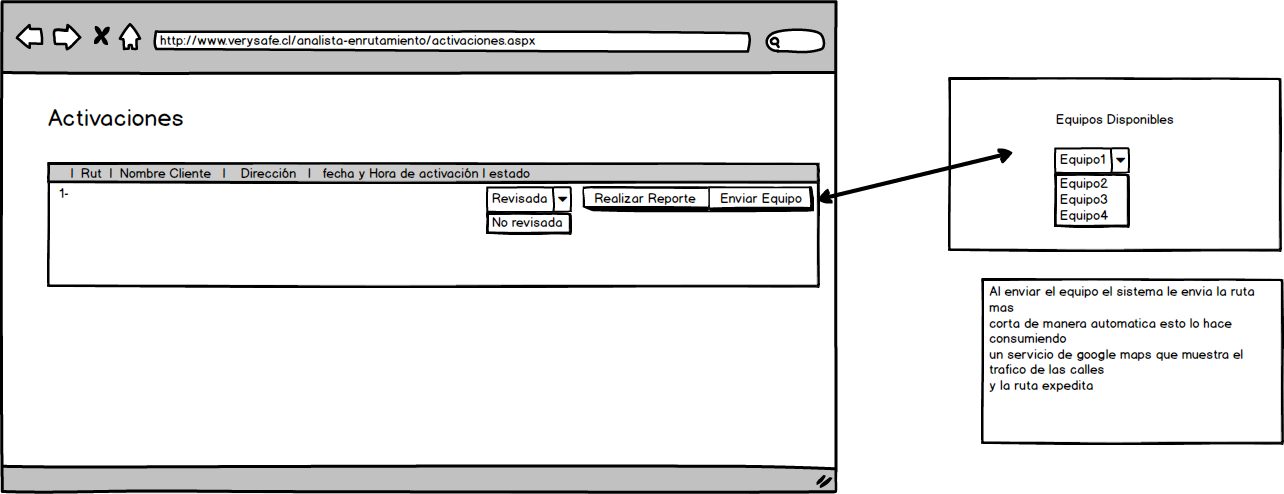 http://www.verysafe.cl/analista-enrutamiento/activaciones.aspx
Activaciones
| Rut | Nombre Cliente | Dirección | fecha y Hora de activación | estado
1-
Revisada
No revisada
Realizar Reporte
Enviar Equipo
Equipos Disponibles
Equipo1
Equipo2
Equipo3
Equipo4
Al enviar el equipo el sistema le envia la ruta
mas
corta de manera automatica esto lo hace
consumiendo
un servicio de google maps que muestra el
trafico de las calles
y la ruta expedita